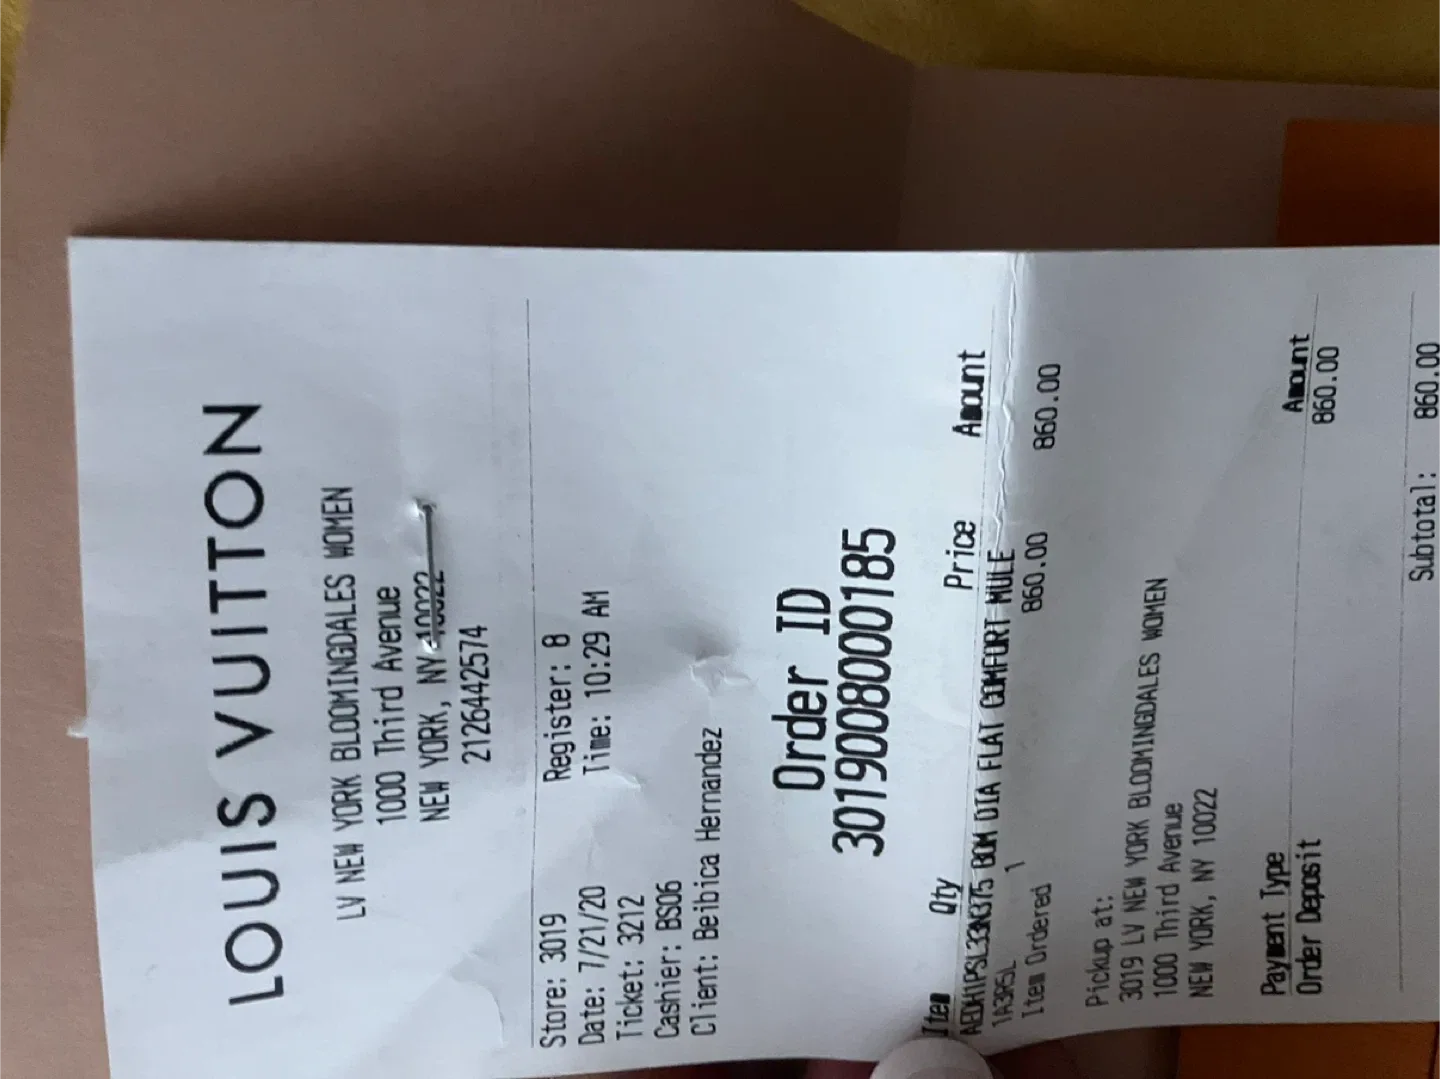 LOUIS VUITTON
LV NEW YORK BLOOMINGDALES WOMEN
1000 Third Avenue
NEW YORK, NY 10022
2126442574
Store: 3019 Register: 8
Date: 7/21/20 Time: 10:29 AM
Ticket: 3212
Cashier: BS06
Client: Beibica Hernandez
Order ID
3019008000185
Item Qty Price Amount
BOM DIA FLAT COMFORT MULE
1 860.00 860.00
Item Ordered
Pickup at:
3019 LV NEW YORK BLOOMINGDALES WOMEN
1000 Third Avenue
NEW YORK, NY 10022
Payment Type Amount
Order Deposit 860.00
Subtotal: 860.00